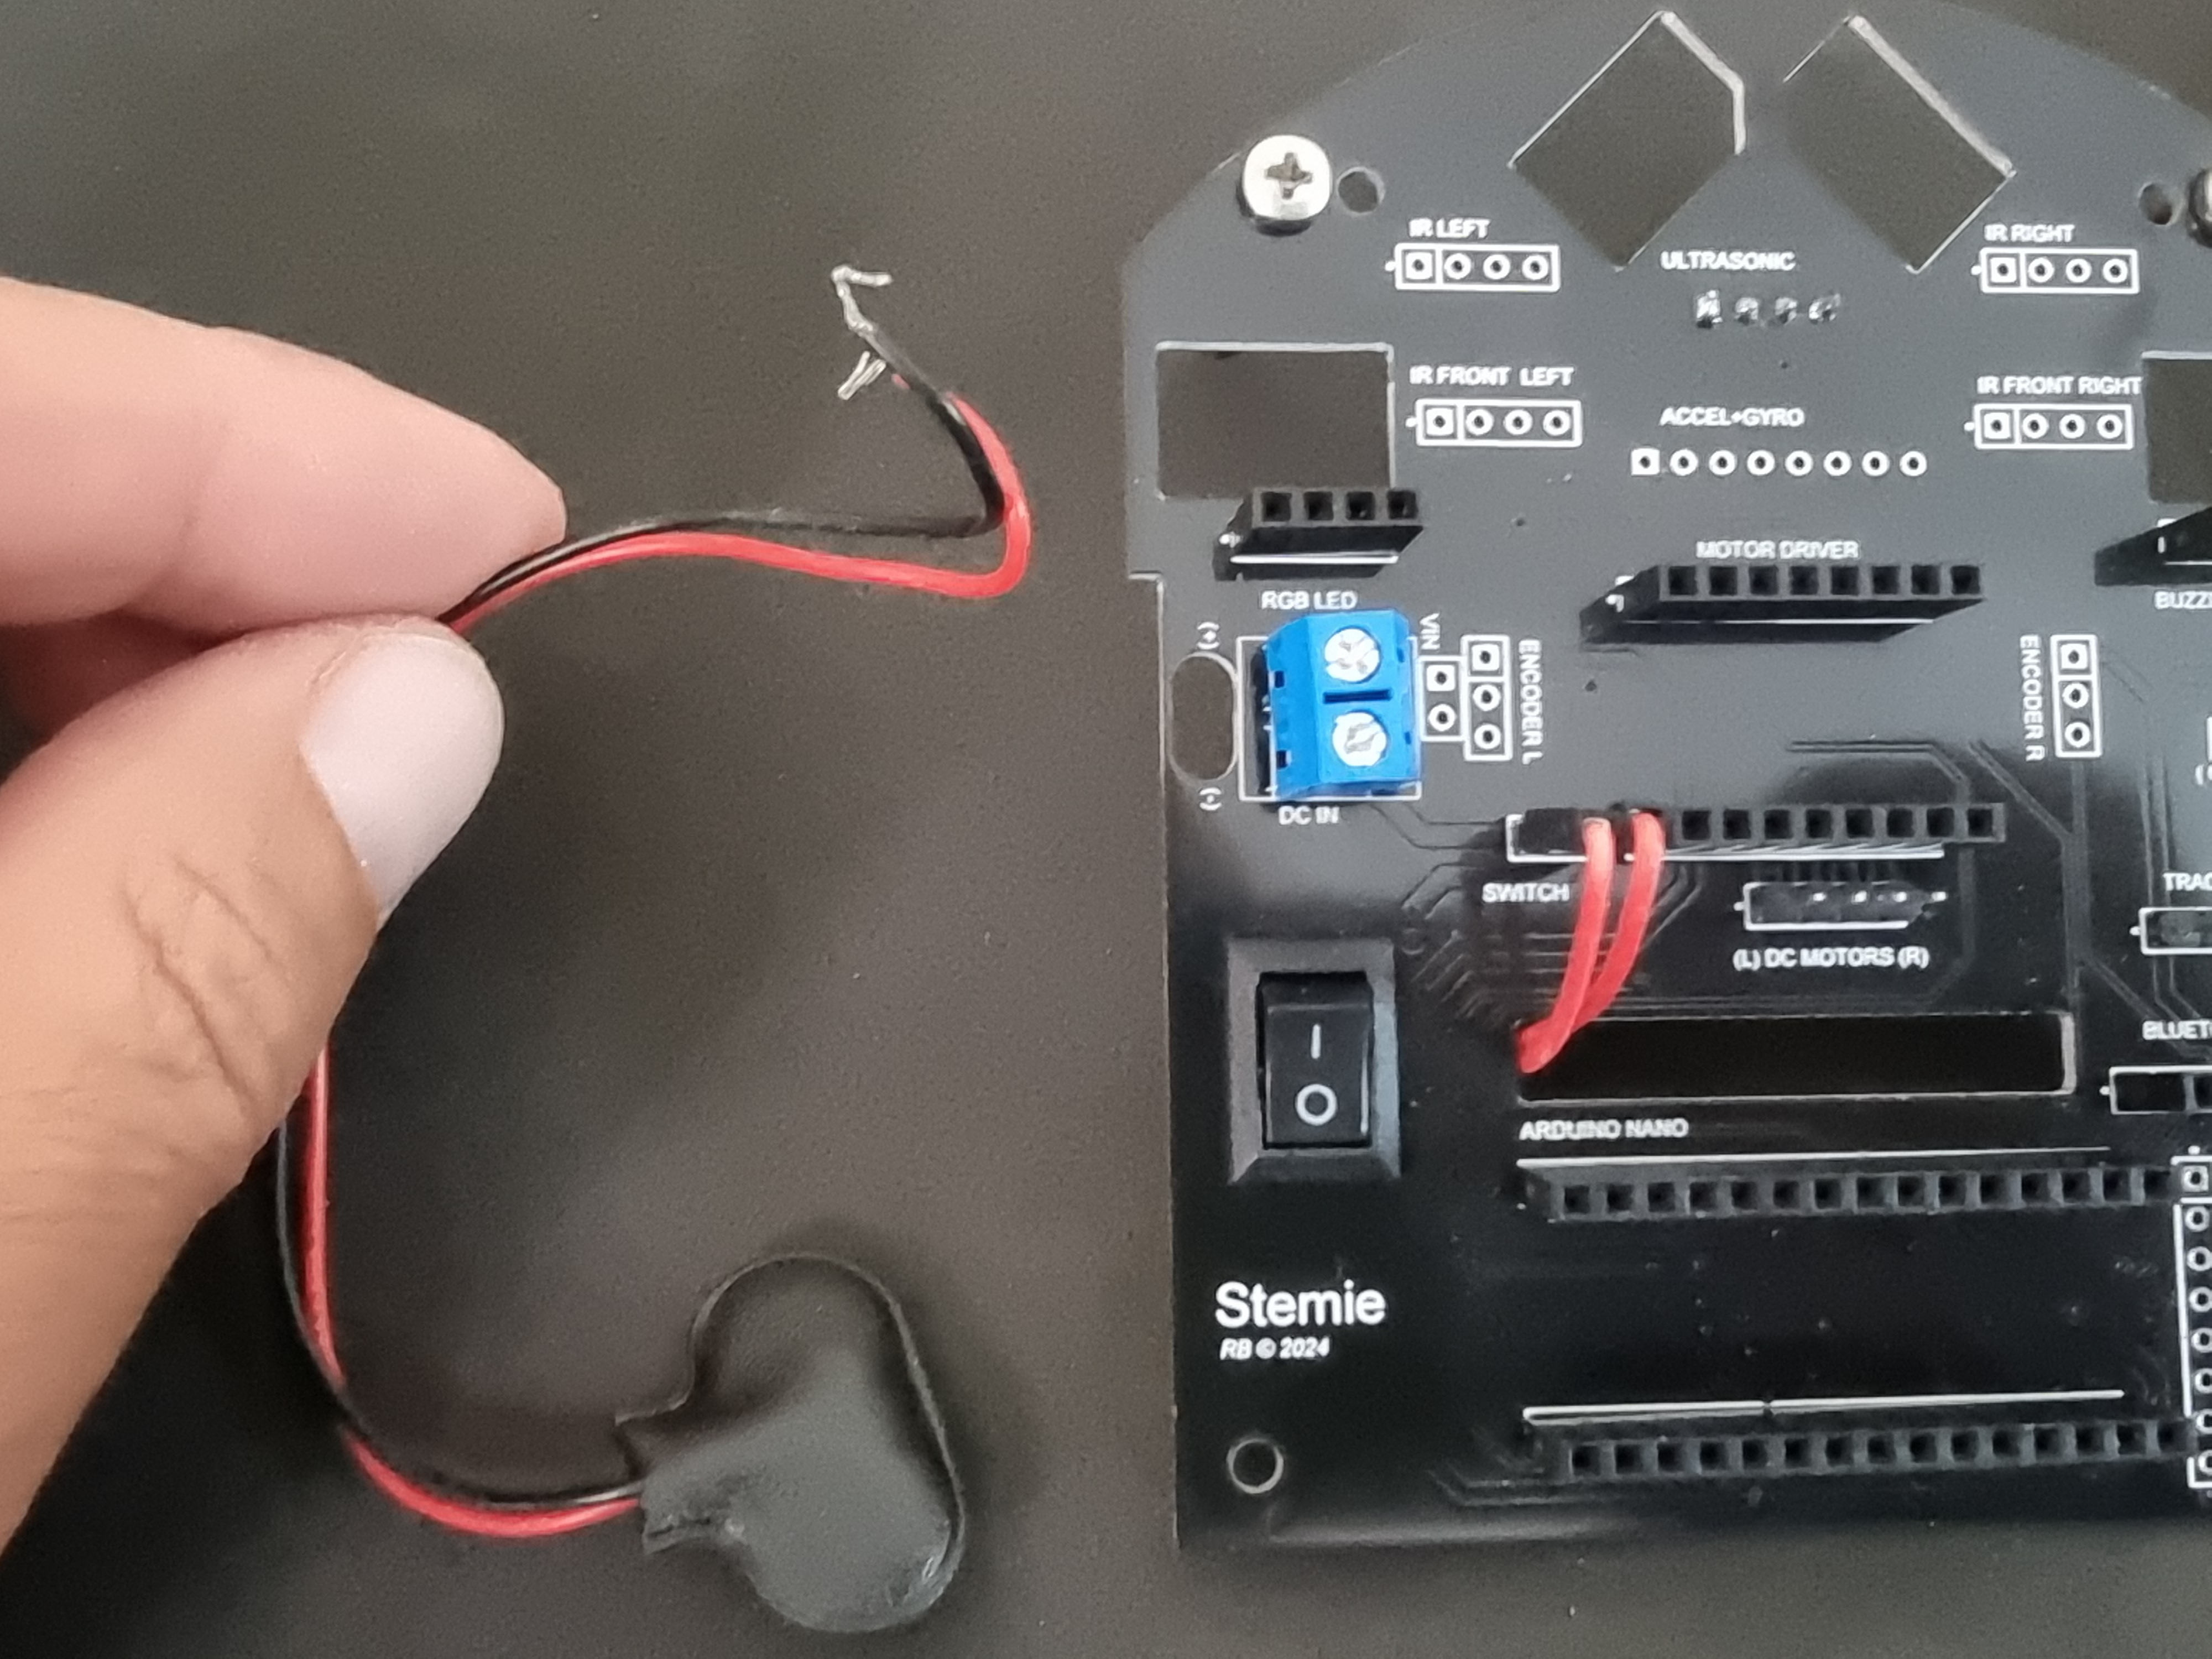 IR LEFT
IR RIGHT
ULTRASONIC
IR FRONT LEFT
IR FRONT RIGHT
ACCEL+GYRO
MOTOR DRIVER
RGB LED
(+)
VIN
ENCODER L
ENCODER R
(-)
DC IN
SWITCH
(L) DC MOTORS (R)
I
O
ARDUINO NANO
Stemie
RB © 2024